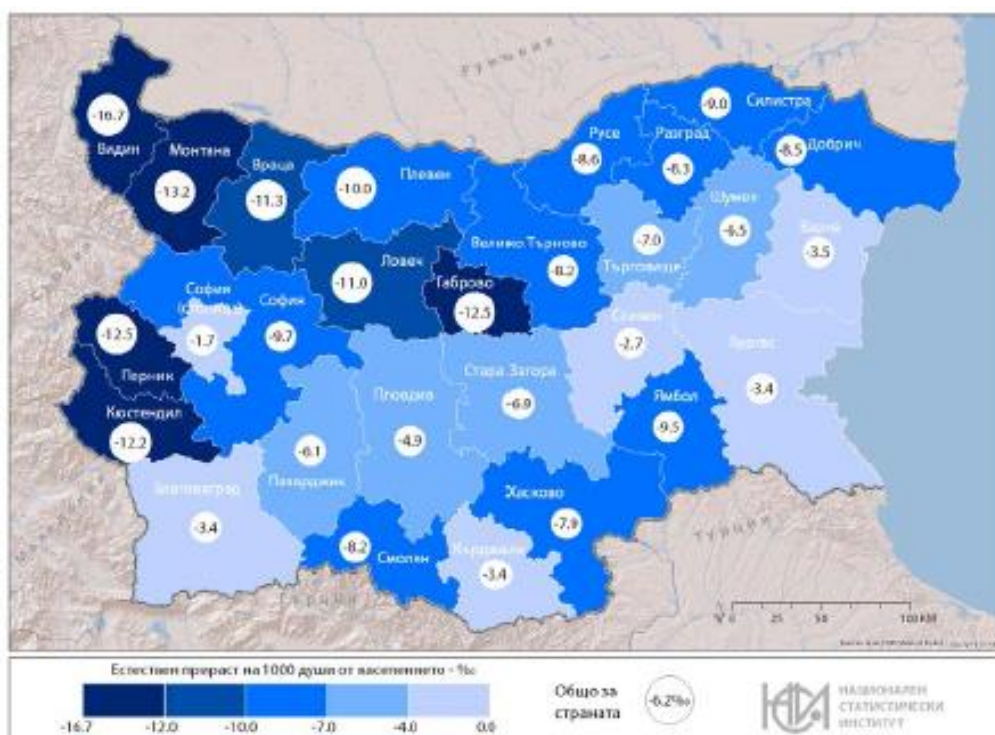 Румъния
-9.0
Силистра
-16.7
Видин
Монтана
-13.2
Враца
-11.3
Плевен
-10.0
Русе
-8.6
Разград
-8.3
-8.5
Добрич
Шумен
-6.5
Варна
-3.5
-7.0
Търговище
Велико Търново
-8.2
Ловеч
-11.0
Габрово
-12.5
София
(столица)
-1.7
София
-9.7
-12.5
Перник
Кюстендил
-12.2
Сливен
-2.7
Бургас
-3.4
Стара Загора
-6.9
Пловдив
-4.9
Ямбол
-9.5
-6.1
Пазарджик
Благоевград
-3.4
Хасково
-7.9
-8.2
Смолян
Кърджали
-3.4
Турция
Гърция
0 25 50 100 КМ
Естествен прираст на 1000 души от населението - ‰
-16.7 -12.0 -10.0 -7.0 -4.0 0.0
Общо за
страната
-6.2‰
НСИ
НАЦИОНАЛЕН
СТАТИСТИЧЕСКИ
ИНСТИТУТ